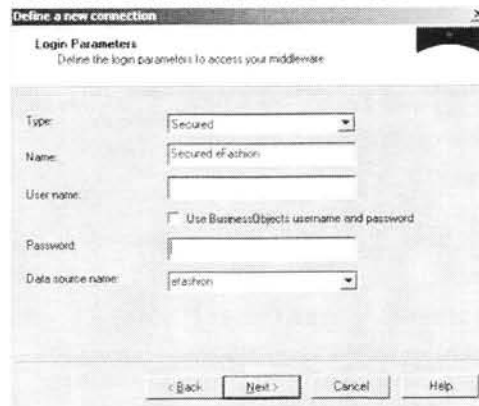 Define a new connection
Login Parameters
Define the login parameters to access your middleware
Type:
Secured
Name:
Secured eFashion
User name:
Use BusinessObjects username and password
Password:
Data source name:
efashion
< Back
Next >
Cancel
Help